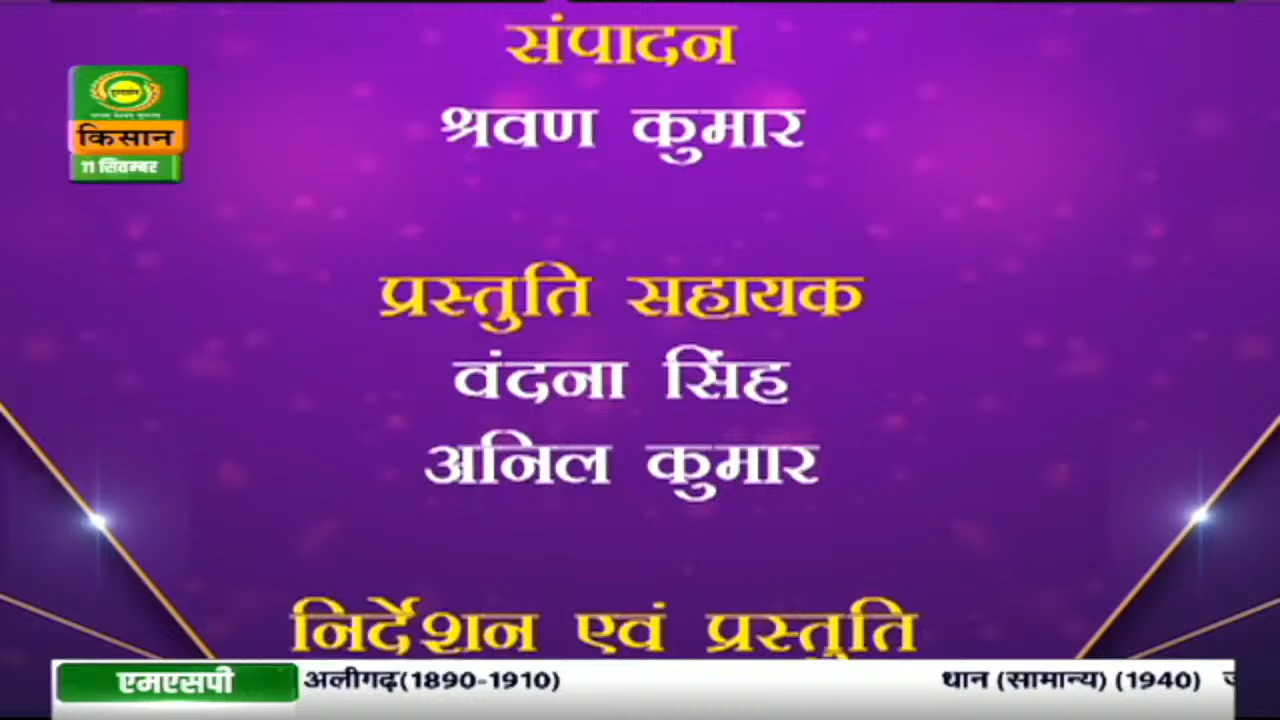 संपादन
किसान
11 सितम्बर
श्रवण कुमार
प्रस्तुति सहायक
वंदना सिंह
अनिल कुमार
निर्देशन एवं प्रस्तुति
एमएसपी
अलीगढ़(1890-1910)
धान (सामान्य) (1940)